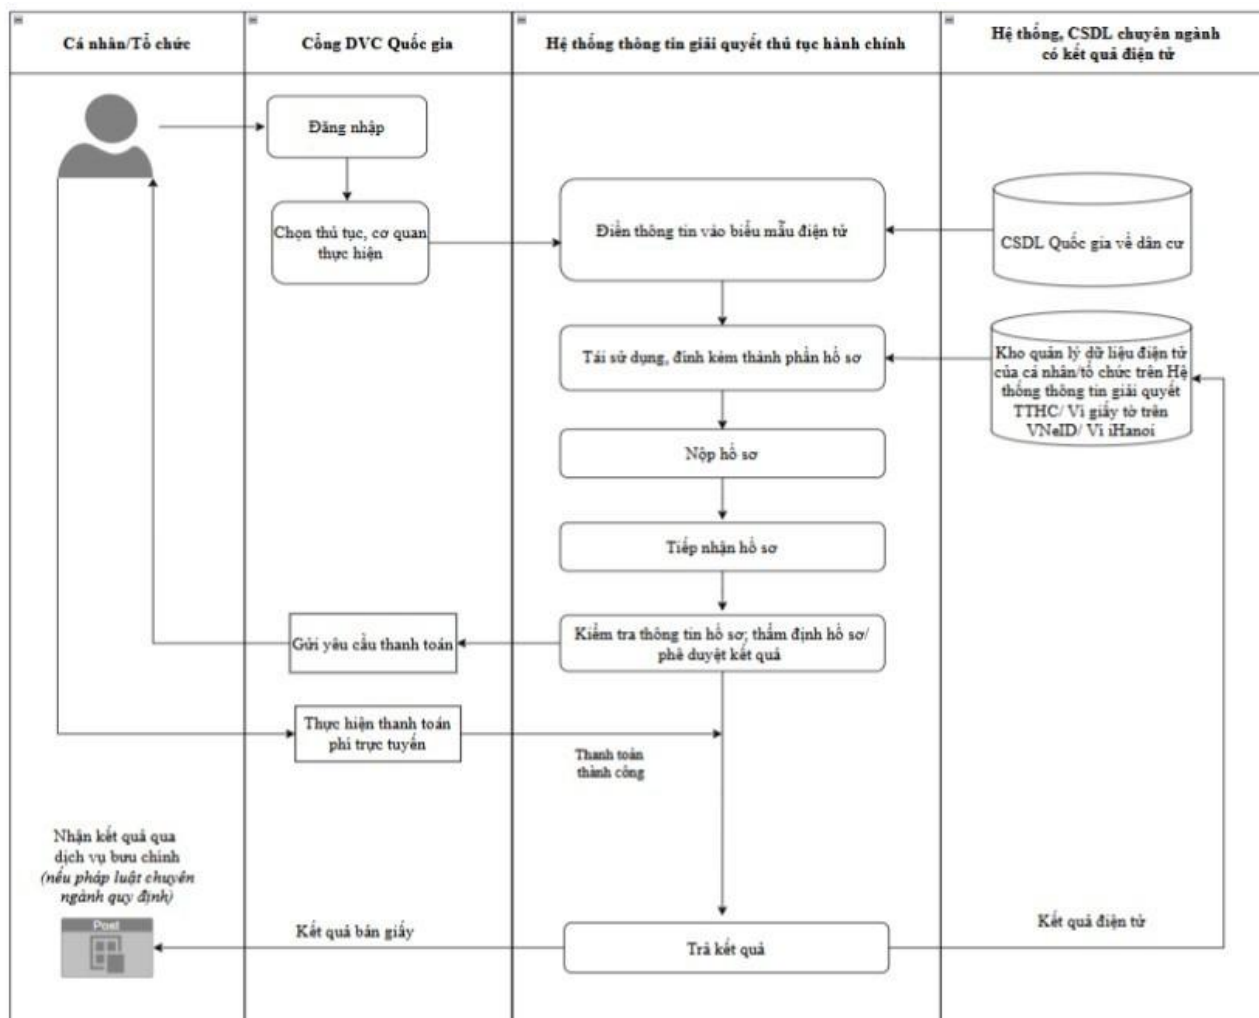 Cá nhân/Tổ chức
Cổng DVC Quốc gia
Hệ thống thông tin giải quyết thủ tục hành chính
Hệ thống, CSDL chuyên ngành
có kết quả điện tử
Đăng nhập
Chọn thủ tục, cơ quan
thực hiện
Điền thông tin vào biểu mẫu điện tử
CSDL Quốc gia về dân cư
Tái sử dụng, đính kèm thành phần hồ sơ
Kho quản lý dữ liệu điện tử
của cá nhân/tổ chức trên Hệ
thống thông tin giải quyết
TTHC/ Ví giấy tờ trên
VNeID/ Ví iHanoi
Nộp hồ sơ
Tiếp nhận hồ sơ
Gửi yêu cầu thanh toán
Kiểm tra thông tin hồ sơ; thẩm định hồ sơ/
phê duyệt kết quả
Thực hiện thanh toán
phí trực tuyến
Thanh toán
thành công
Nhận kết quả qua
dịch vụ bưu chính
(nếu pháp luật chuyên
ngành quy định)
Post
Kết quả bản giấy
Trả kết quả
Kết quả điện tử